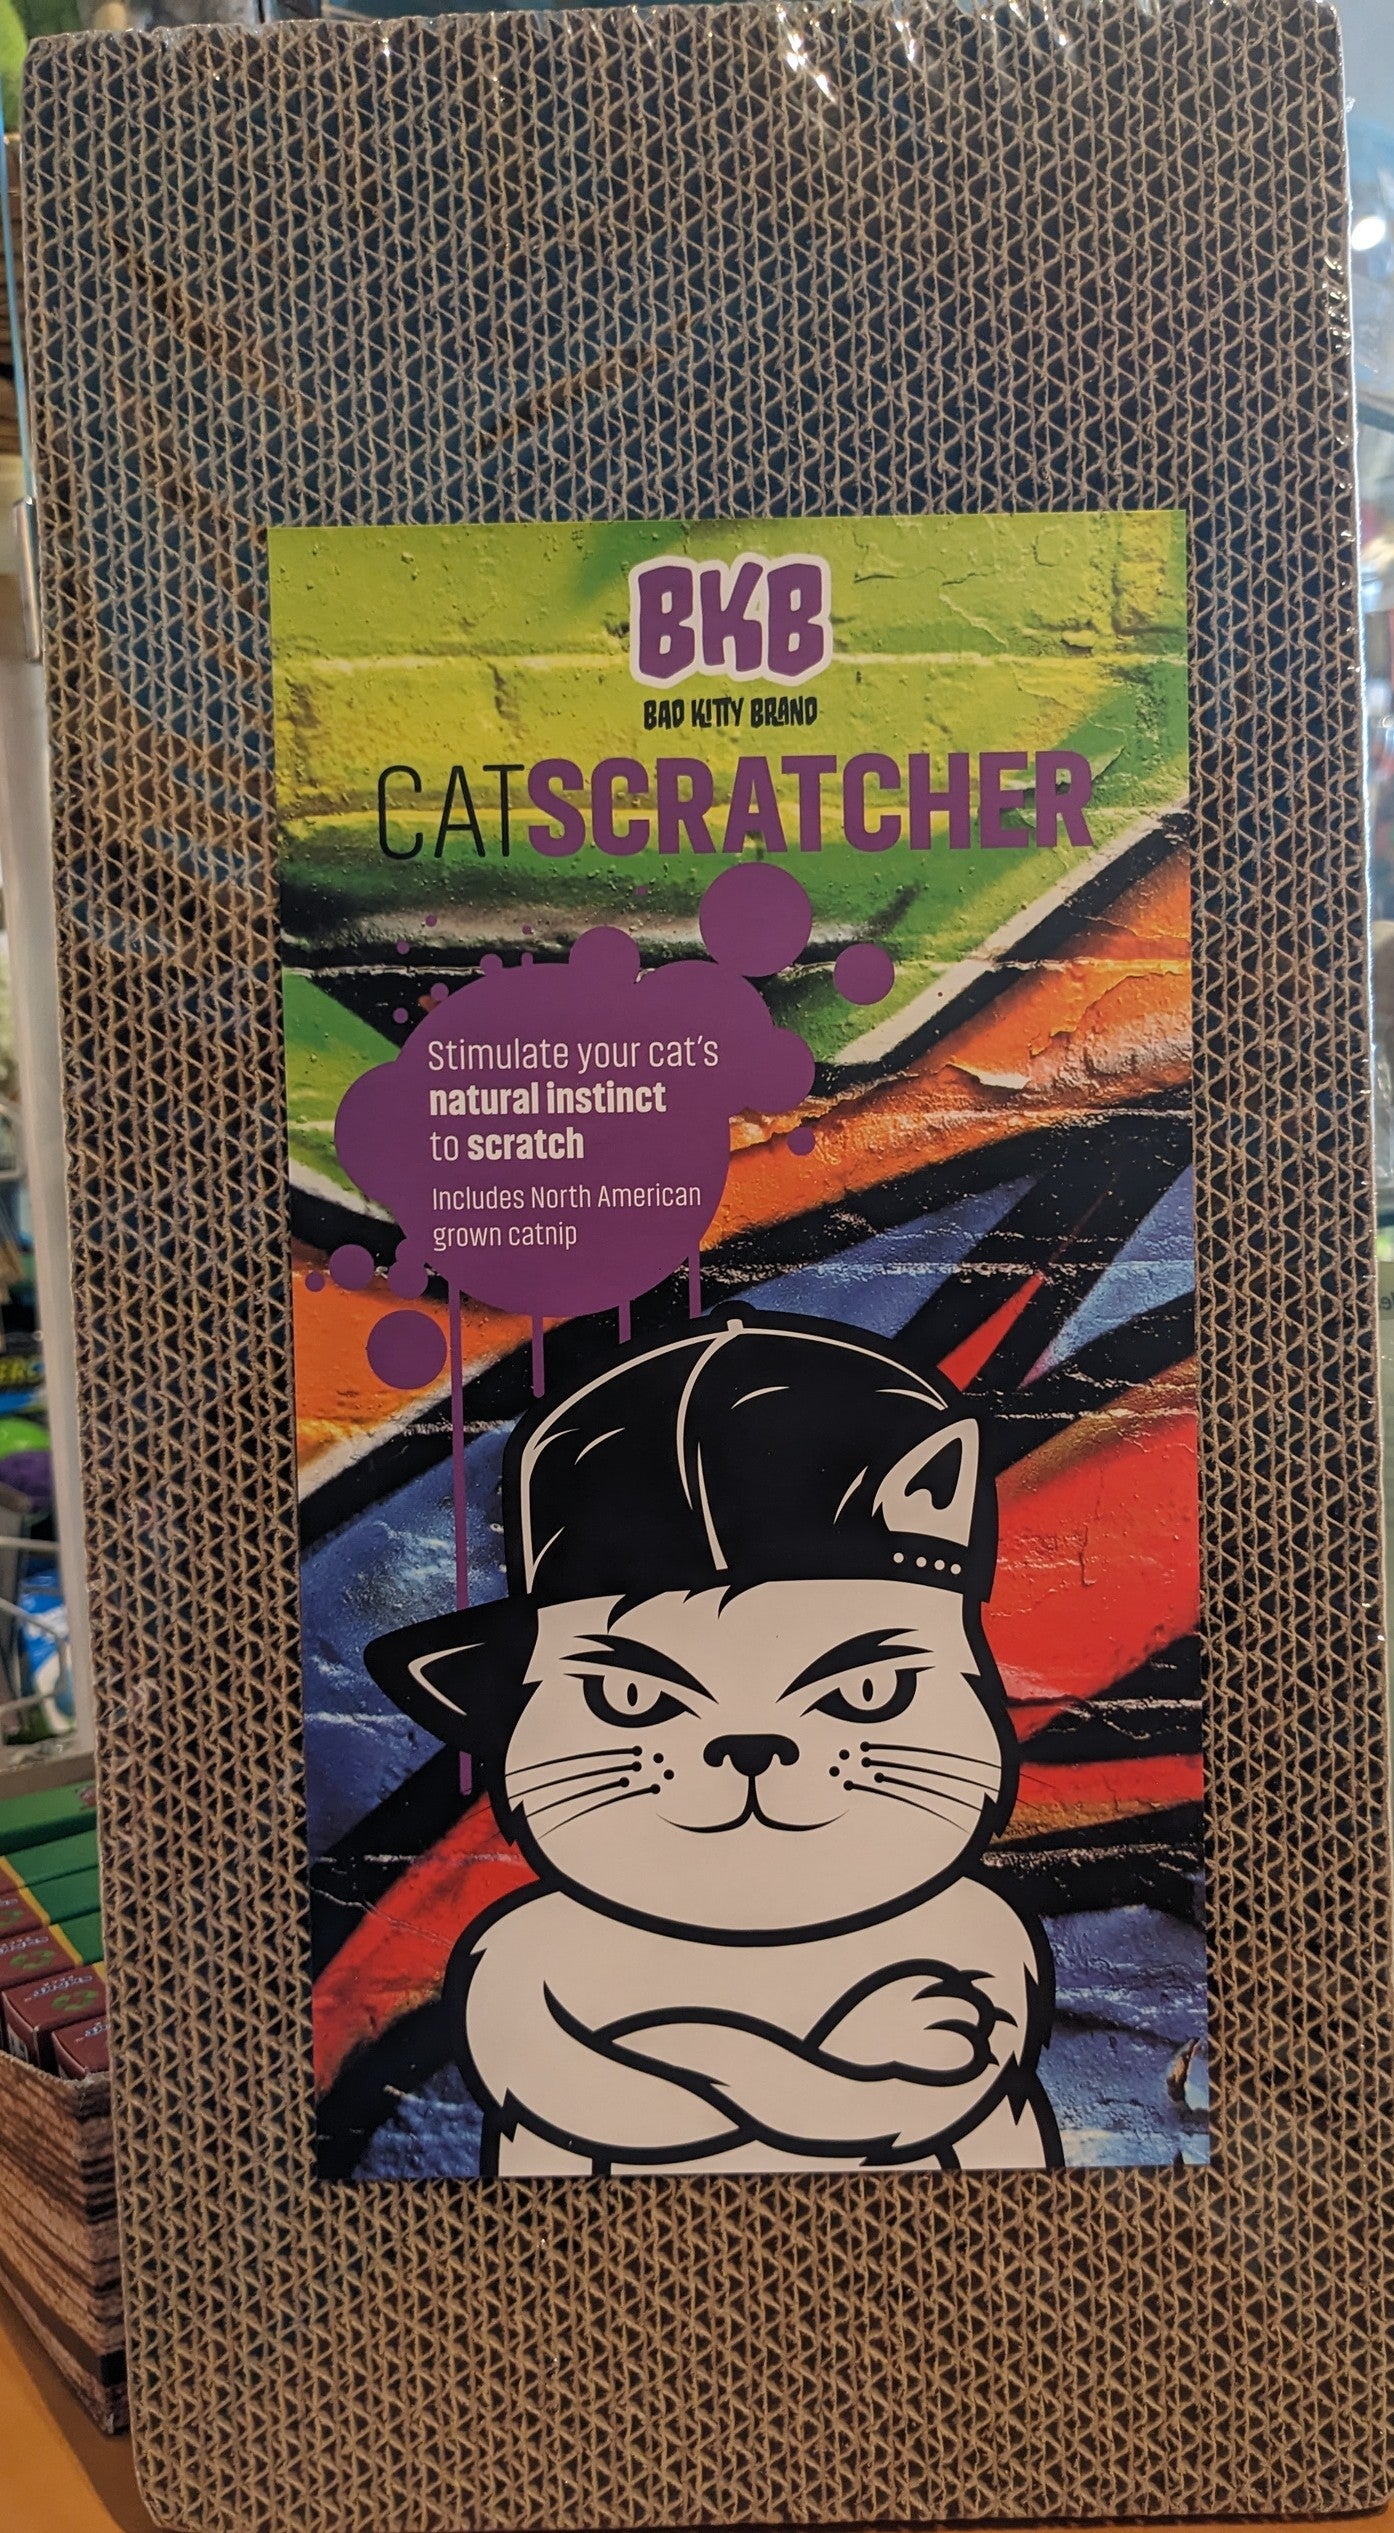 BKB
BAD KITTY BRAND
CATSCRATCHER
Stimulate your cat's
natural instinct
to scratch
Includes North American
grown catnip